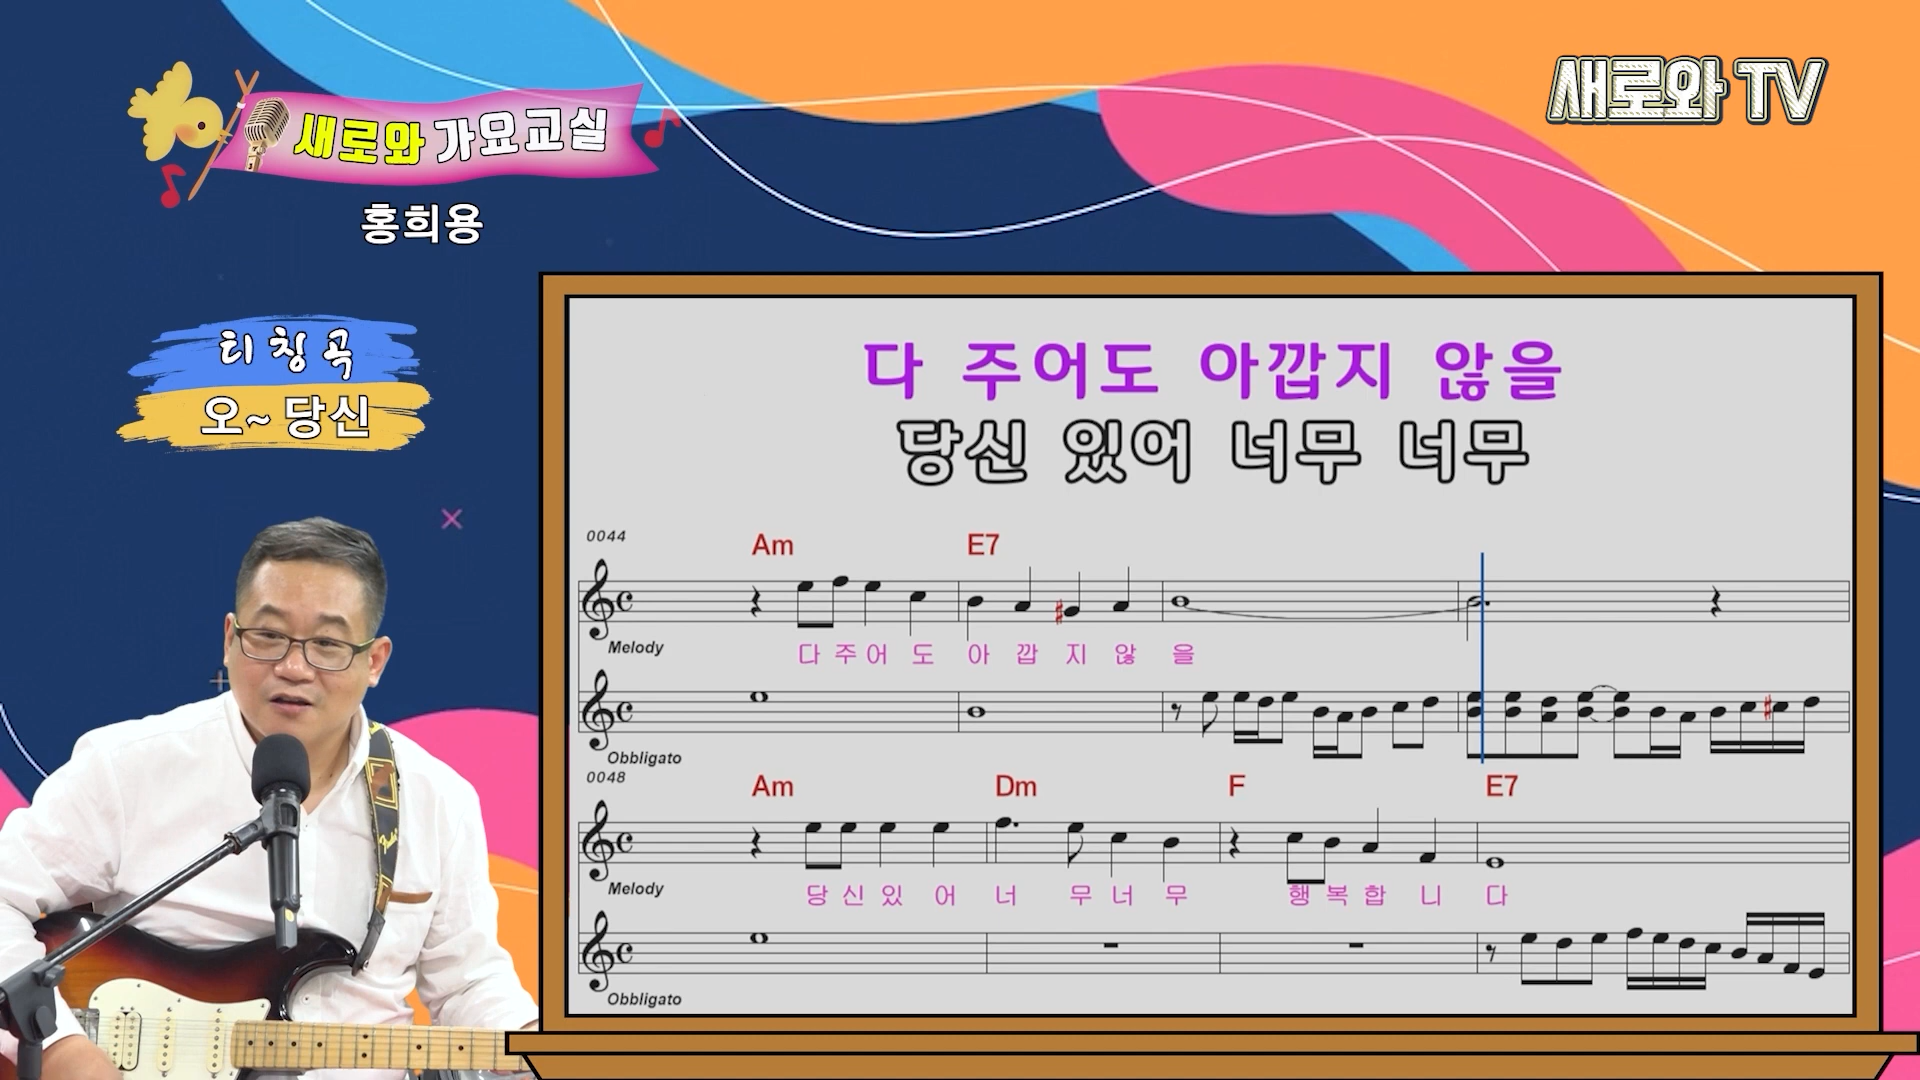 새로와 가요교실
새로와 TV
홍희용
티칭곡
오~ 당신
다 주어도 아깝지 않을
당신 있어 너무 너무
0044
Am E7
Melody
다 주 어 도 아 깝 지 않 을
Obbligato
0048
Am Dm F E7
Melody
당 신 있 어 너 무 너 무 행 복 합 니 다
Obbligato